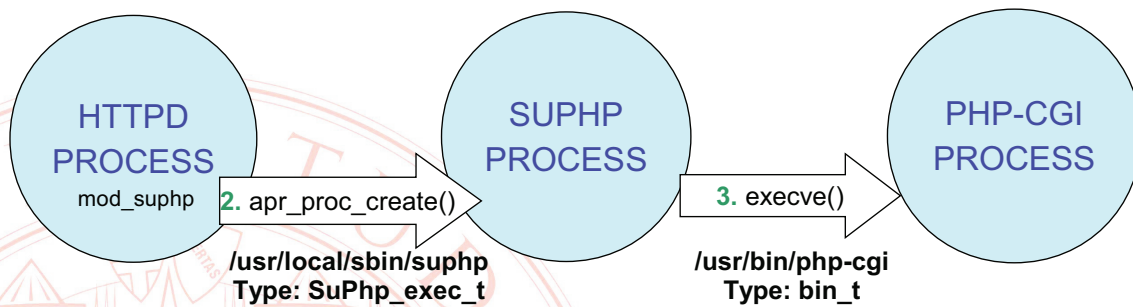 HTTPD
PROCESS
mod_suphp
2. apr_proc_create()
/usr/local/sbin/suphp
Type: SuPhp_exec_t
SUPHP
PROCESS
3. execve()
/usr/bin/php-cgi
Type: bin_t
PHP-CGI
PROCESS